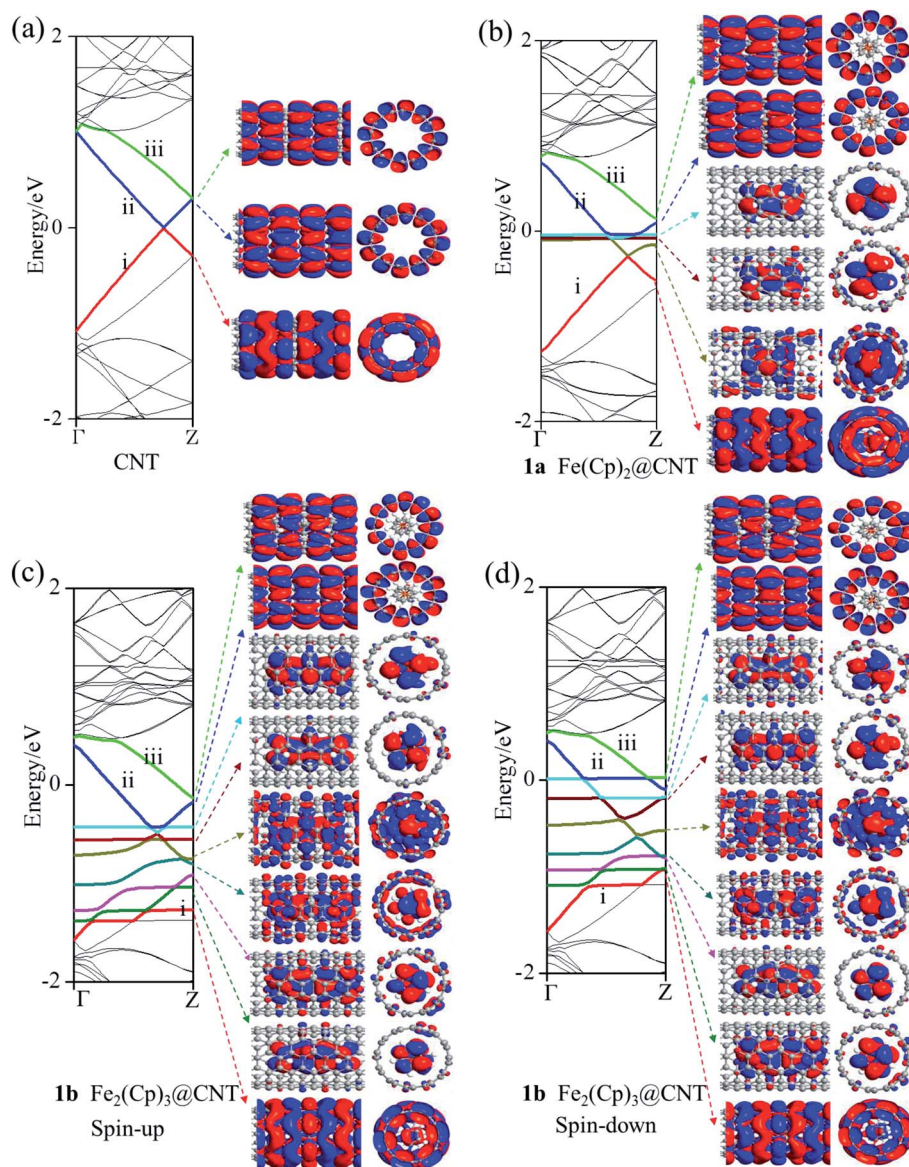 (a)
2
Energy/eV
0
-2
iii
ii
i
Γ
Z
CNT
(b)
2
Energy/eV
0
-2
iii
ii
i
Γ
Z
1a Fe(Cp)₂@CNT
(c)
2
Energy/eV
0
-2
iii
ii
i
Γ
Z
1b Fe₂(Cp)₃@CNT
Spin-up
(d)
2
Energy/eV
0
-2
iii
ii
i
Γ
Z
1b Fe₂(Cp)₃@CNT
Spin-down